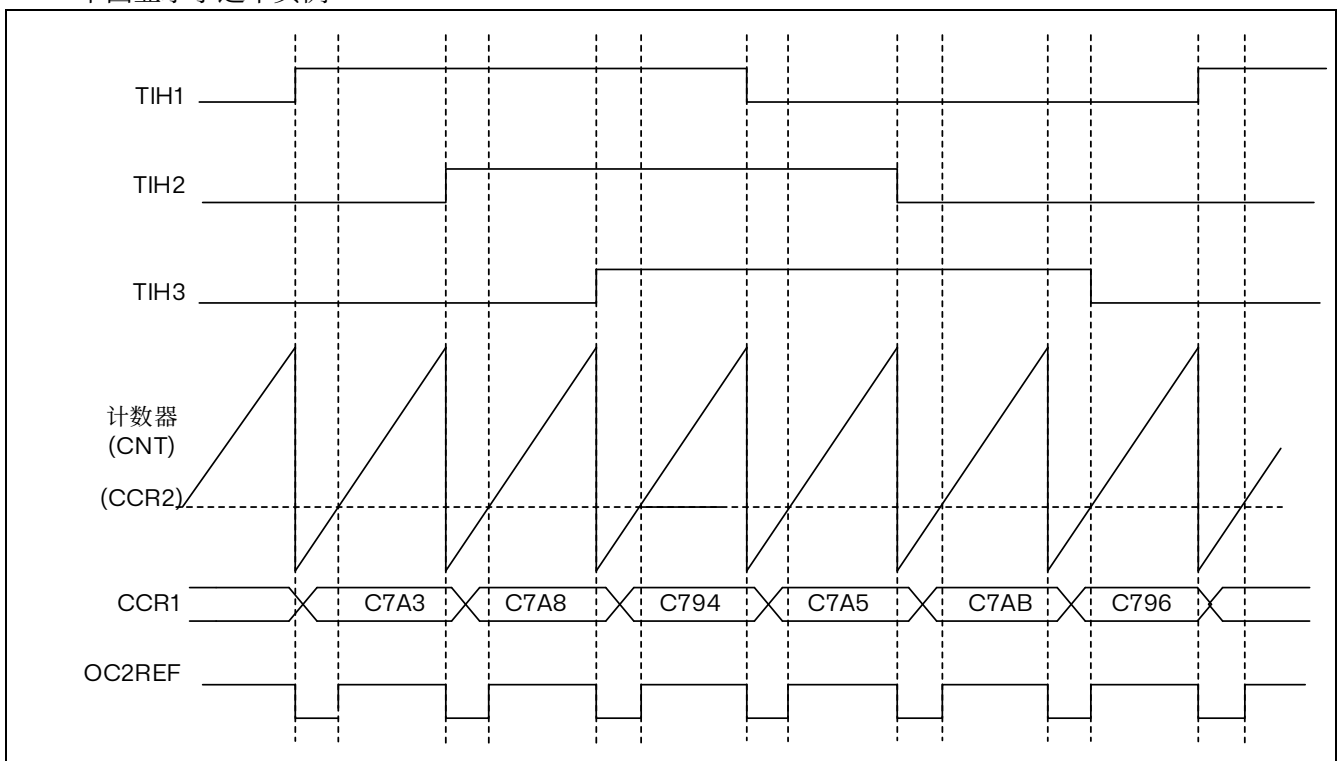 TIH1
TIH2
TIH3
计数器
(CNT)
(CCR2)
CCR1
C7A3 C7A8 C794 C7A5 C7AB C796
OC2REF